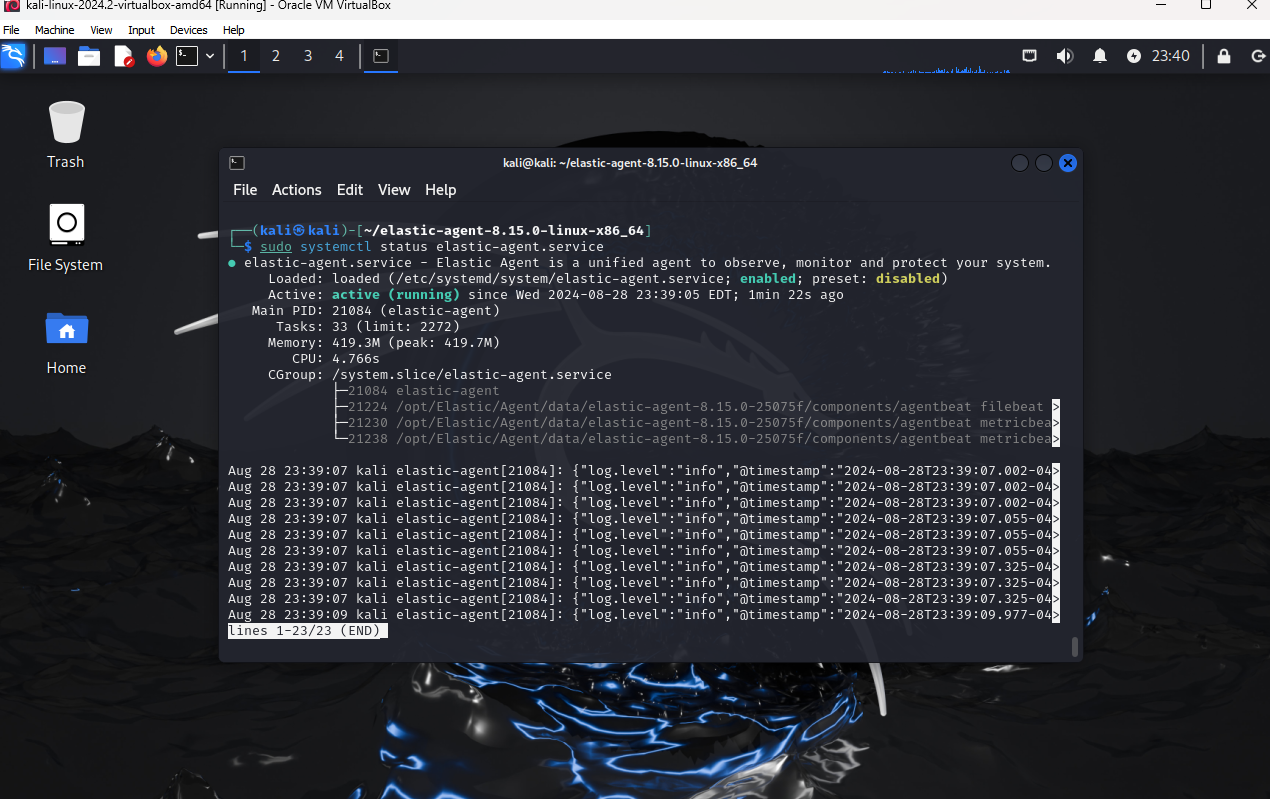 kali-linux-2024.2-virtualbox-amd64 [Running] - Oracle VM VirtualBox
File Machine View Input Devices Help
1 2 3 4 23:40
Trash
File System
Home
kali@kali: ~/elastic-agent-8.15.0-linux-x86_64
File Actions Edit View Help
┌──(kali㉿kali)-[~/elastic-agent-8.15.0-linux-x86_64]
└─$ sudo systemctl status elastic-agent.service
● elastic-agent.service - Elastic Agent is a unified agent to observe, monitor and protect your system.
Loaded: loaded (/etc/systemd/system/elastic-agent.service; enabled; preset: disabled)
Active: active (running) since Wed 2024-08-28 23:39:05 EDT; 1min 22s ago
Main PID: 21084 (elastic-agent)
Tasks: 33 (limit: 2272)
Memory: 419.3M (peak: 419.7M)
CPU: 4.766s
CGroup: /system.slice/elastic-agent.service
├─21084 elastic-agent
├─21224 /opt/Elastic/Agent/data/elastic-agent-8.15.0-25075f/components/agentbeat filebeat >
├─21230 /opt/Elastic/Agent/data/elastic-agent-8.15.0-25075f/components/agentbeat metricbea>
└─21238 /opt/Elastic/Agent/data/elastic-agent-8.15.0-25075f/components/agentbeat metricbea>
Aug 28 23:39:07 kali elastic-agent[21084]: {"log.level":"info","@timestamp":"2024-08-28T23:39:07.002-04>
Aug 28 23:39:07 kali elastic-agent[21084]: {"log.level":"info","@timestamp":"2024-08-28T23:39:07.002-04>
Aug 28 23:39:07 kali elastic-agent[21084]: {"log.level":"info","@timestamp":"2024-08-28T23:39:07.002-04>
Aug 28 23:39:07 kali elastic-agent[21084]: {"log.level":"info","@timestamp":"2024-08-28T23:39:07.055-04>
Aug 28 23:39:07 kali elastic-agent[21084]: {"log.level":"info","@timestamp":"2024-08-28T23:39:07.055-04>
Aug 28 23:39:07 kali elastic-agent[21084]: {"log.level":"info","@timestamp":"2024-08-28T23:39:07.055-04>
Aug 28 23:39:07 kali elastic-agent[21084]: {"log.level":"info","@timestamp":"2024-08-28T23:39:07.325-04>
Aug 28 23:39:07 kali elastic-agent[21084]: {"log.level":"info","@timestamp":"2024-08-28T23:39:07.325-04>
Aug 28 23:39:07 kali elastic-agent[21084]: {"log.level":"info","@timestamp":"2024-08-28T23:39:07.325-04>
Aug 28 23:39:09 kali elastic-agent[21084]: {"log.level":"info","@timestamp":"2024-08-28T23:39:09.977-04>
lines 1-23/23 (END)